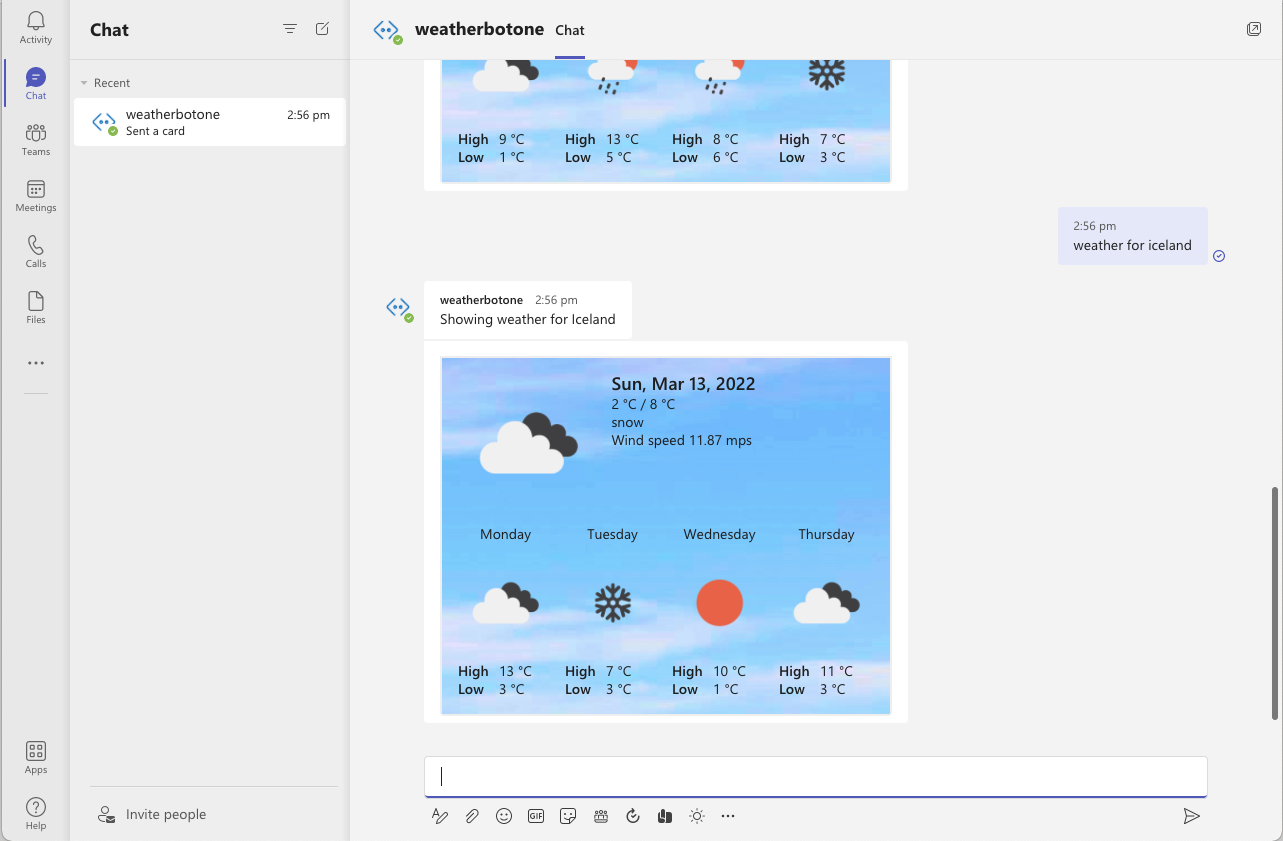 Activity
Chat
Teams
Meetings
Calls
Files
Apps
Help
Chat
Recent
weatherbotone 2:56 pm
Sent a card
Invite people
weatherbotone Chat
High 9 °C High 13 °C High 8 °C High 7 °C
Low 1 °C Low 5 °C Low 6 °C Low 3 °C
2:56 pm
weather for iceland
weatherbotone 2:56 pm
Showing weather for Iceland
Sun, Mar 13, 2022
2 °C / 8 °C
snow
Wind speed 11.87 mps
Monday Tuesday Wednesday Thursday
High 13 °C High 7 °C High 10 °C High 11 °C
Low 3 °C Low 3 °C Low 1 °C Low 3 °C
GIF